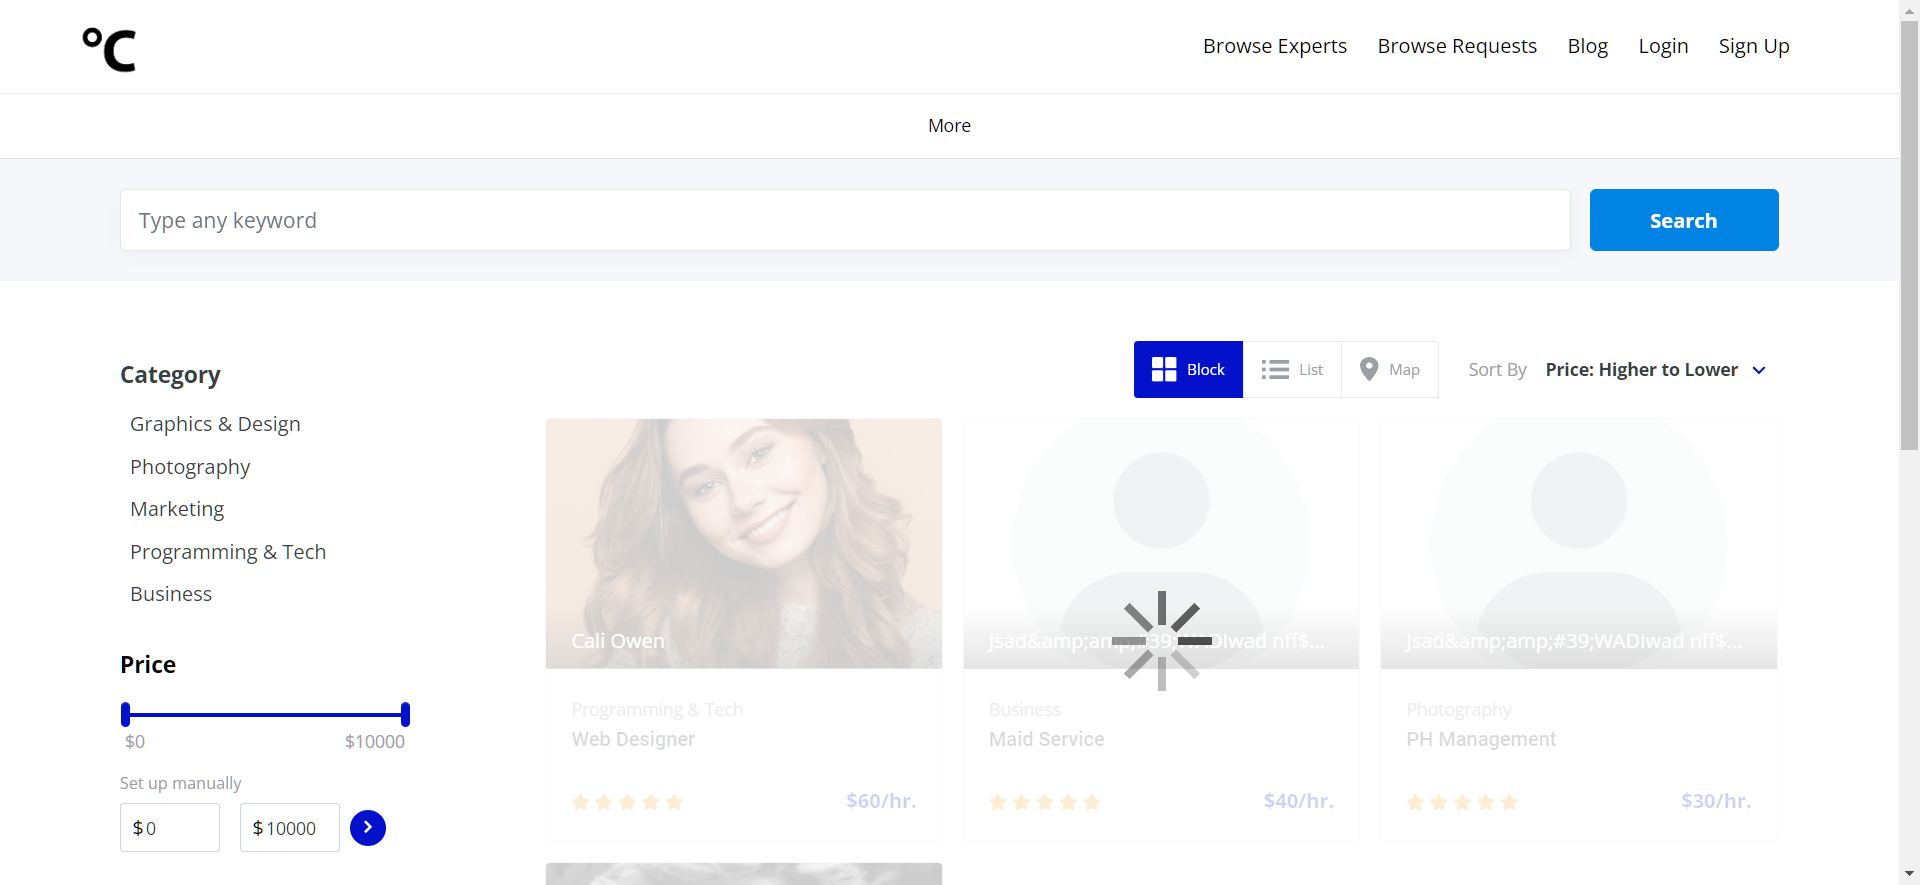 °C
Browse Experts Browse Requests Blog Login Sign Up
More
Type any keyword
Search
Category
Graphics & Design
Photography
Marketing
Programming & Tech
Business
Price
$0 $10000
Set up manually
$ 0 $ 10000
Block List Map Sort By Price: Higher to Lower
Cali Owen
Programming & Tech
Web Designer
$60/hr.
Jsad&amp;amp;#39;WADIwad nff$...
Business
Maid Service
$40/hr.
Jsad&amp;amp;#39;WADIwad nff$...
Photography
PH Management
$30/hr.